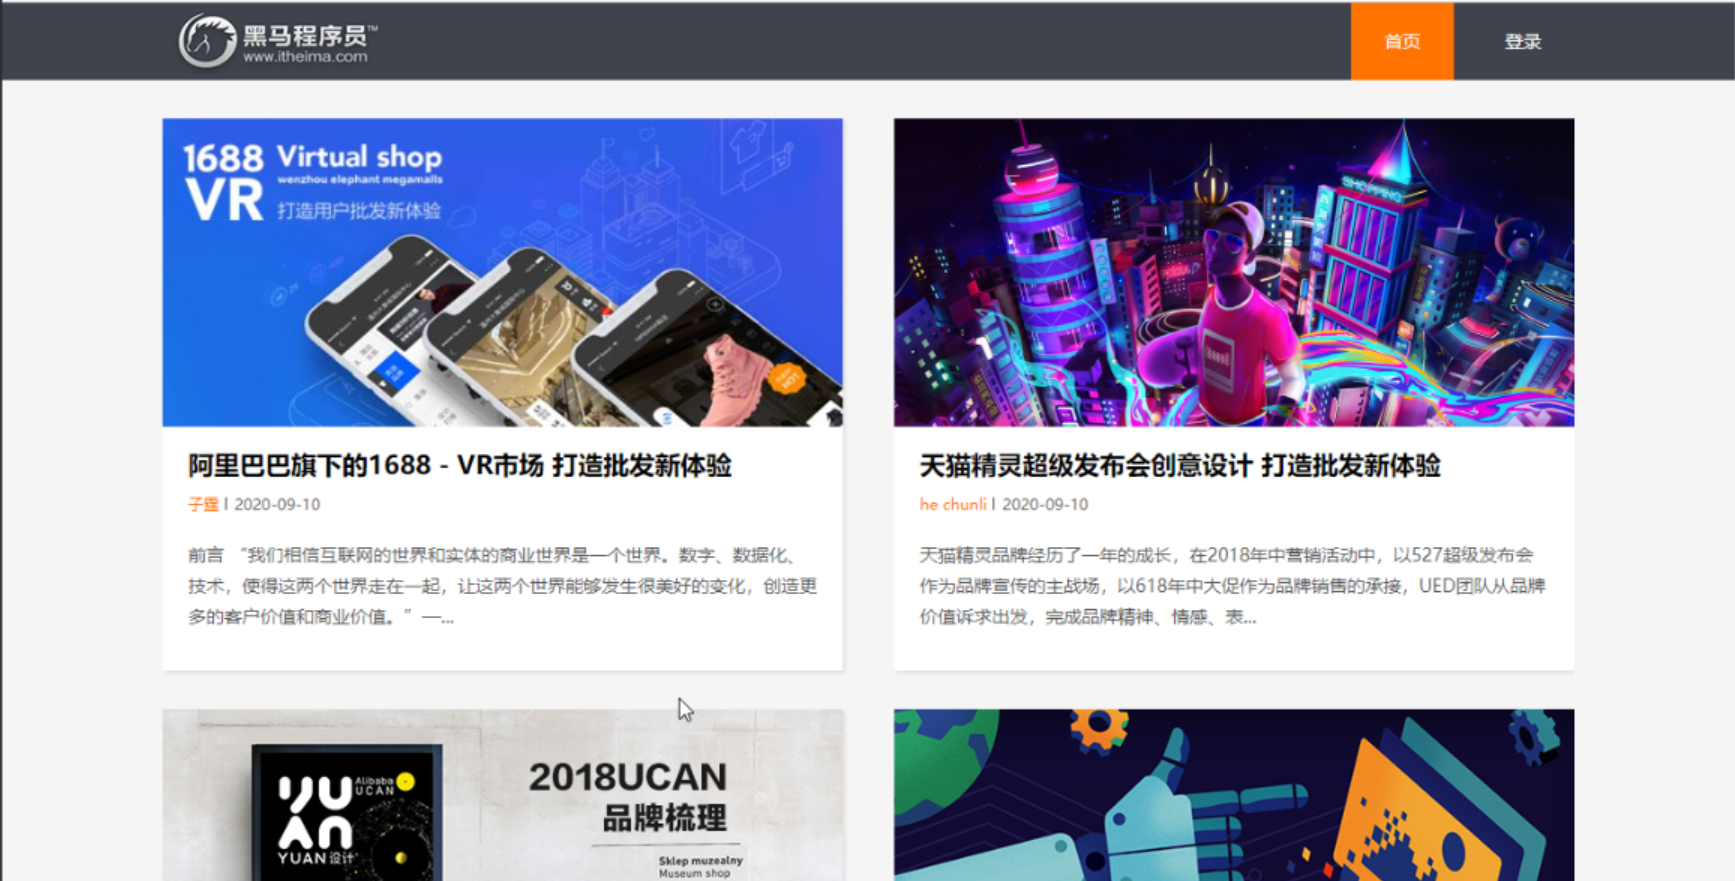 黑马程序员™
www.itheima.com
首页
登录
1688 Virtual shop
wenzhou elephant megamalls
VR 打造用户批发新体验
SHOPPING
阿里巴巴旗下的1688 - VR市场 打造批发新体验
子霆 | 2020-09-10
前言 “我们相信互联网的世界和实体的商业世界是一个世界。数字、数据化、
技术，使得这两个世界走在一起，让这两个世界能够发生很美好的变化，创造更
多的客户价值和商业价值。” —...
天猫精灵超级发布会创意设计 打造批发新体验
he chunli | 2020-09-10
天猫精灵品牌经历了一年的成长，在2018年中营销活动中，以527超级发布会
作为品牌宣传的主战场，以618年中大促作为品牌销售的承接，UED团队从品牌
价值诉求出发，完成品牌精神、情感、表...
YU
AN
Alibaba
UCAN
YUAN 设计
2018UCAN
品牌梳理
Sklep muzealny
Museum shop